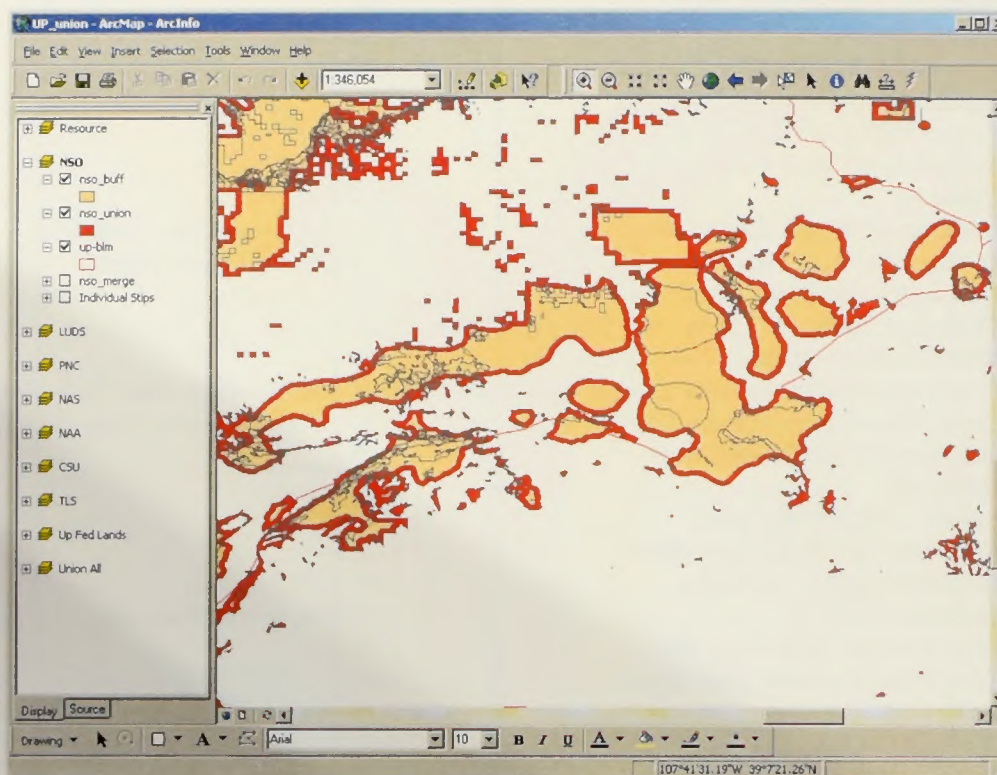 UP_union - ArcMap - ArcInfo
File Edit View Insert Selection Tools Window Help
1:346,054
Resource
NSO
nso_buff
nso_union
up-blm
nso_merge
Individual Stips
LUDS
PNC
NAS
NAA
CSU
TLS
Up Fed Lands
Union All
Display Source
Drawing A Arial 10 B I U A
107°41'31.19"W 39°7'21.26"N